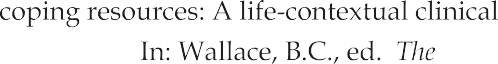 coping resources: A life-contextual clinical
In: Wallace, B.C., ed. The